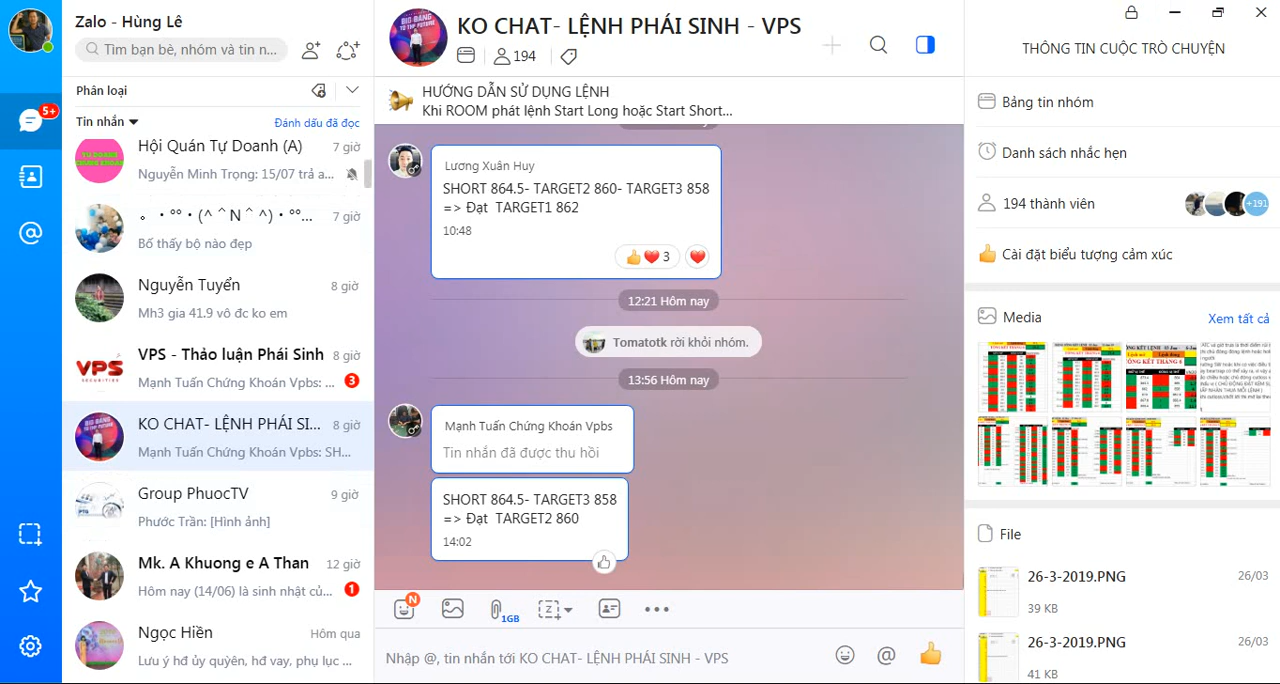 Zalo - Hùng Lê
Tìm bạn bè, nhóm và tin n...
5+
Phân loại
Tin nhắn
Đánh dấu đã đọc
Hội Quán Tự Doanh (A)
7 giờ
Nguyễn Minh Trọng: 15/07 trả a...
。・°°・(^ ^ N ^ ^)・°°...
7 giờ
Bố thấy bộ nào đẹp
Nguyễn Tuyển
8 giờ
Mh3 gia 41.9 vô đc ko em
VPS - Thảo luận Phái Sinh
8 giờ
Mạnh Tuấn Chứng Khoán Vpbs: ...
3
VPS
SECURITIES
KO CHAT- LỆNH PHÁI SI...
8 giờ
Mạnh Tuấn Chứng Khoán Vpbs: SH...
Group PhuocTV
9 giờ
Phước Trần: [Hình ảnh]
Mk. A Khuong e A Than
12 giờ
Hôm nay (14/06) là sinh nhật củ...
1
Ngọc Hiền
Hôm qua
Lưu ý hđ ủy quyền, hđ vay, phụ lục ...
BIG-BANG
TO THE FUTURE
KO CHAT- LỆNH PHÁI SINH - VPS
194
HƯỚNG DẪN SỬ DỤNG LỆNH
Khi ROOM phát lệnh Start Long hoặc Start Short...
Lương Xuân Huy
SHORT 864.5- TARGET2 860- TARGET3 858
=> Đạt TARGET1 862
10:48
3
12:21 Hôm nay
Tomatotk rời khỏi nhóm.
13:56 Hôm nay
Mạnh Tuấn Chứng Khoán Vpbs
Tin nhắn đã được thu hồi
SHORT 864.5- TARGET3 858
=> Đạt TARGET2 860
14:02
N
1GB
Z
Nhập @, tin nhắn tới KO CHAT- LỆNH PHÁI SINH - VPS
THÔNG TIN CUỘC TRÒ CHUYỆN
Bảng tin nhóm
Danh sách nhắc hẹn
194 thành viên
+191
Cài đặt biểu tượng cảm xúc
Media
Xem tất cả
File
26-3-2019.PNG
26/03
39 KB
26-3-2019.PNG
26/03
41 KB